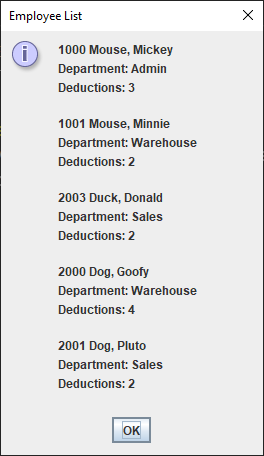 Employee List
1000 Mouse, Mickey
Department: Admin
Deductions: 3
1001 Mouse, Minnie
Department: Warehouse
Deductions: 2
2003 Duck, Donald
Department: Sales
Deductions: 2
2000 Dog, Goofy
Department: Warehouse
Deductions: 4
2001 Dog, Pluto
Department: Sales
Deductions: 2
OK